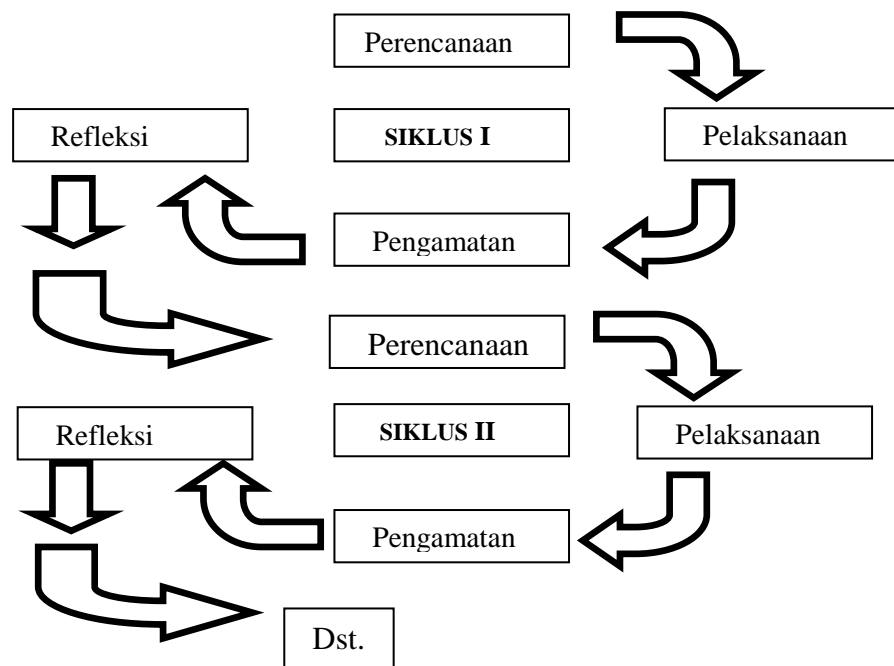 Perencanaan
Refleksi
SIKLUS I
Pelaksanaan
Pengamatan
Perencanaan
Refleksi
SIKLUS II
Pelaksanaan
Pengamatan
Dst.